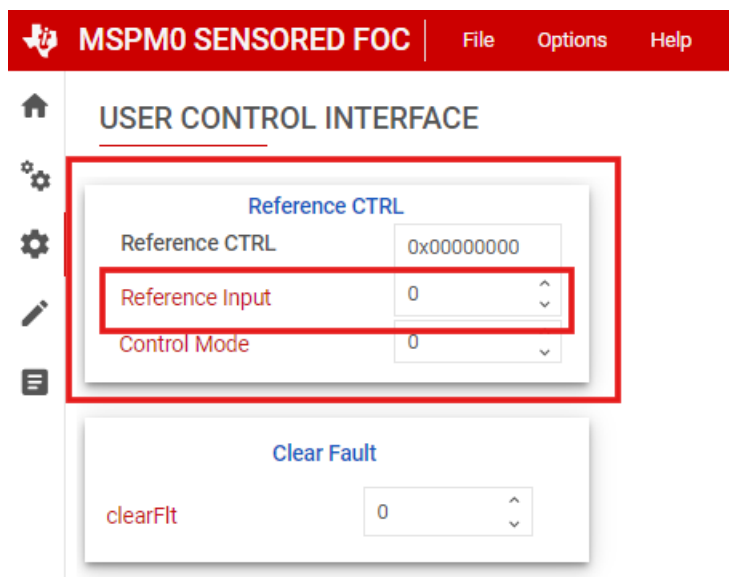 MSPM0 SENSORED FOC File Options Help
USER CONTROL INTERFACE
Reference CTRL
Reference CTRL 0x00000000
Reference Input 0
Control Mode 0
Clear Fault
clearFlt 0